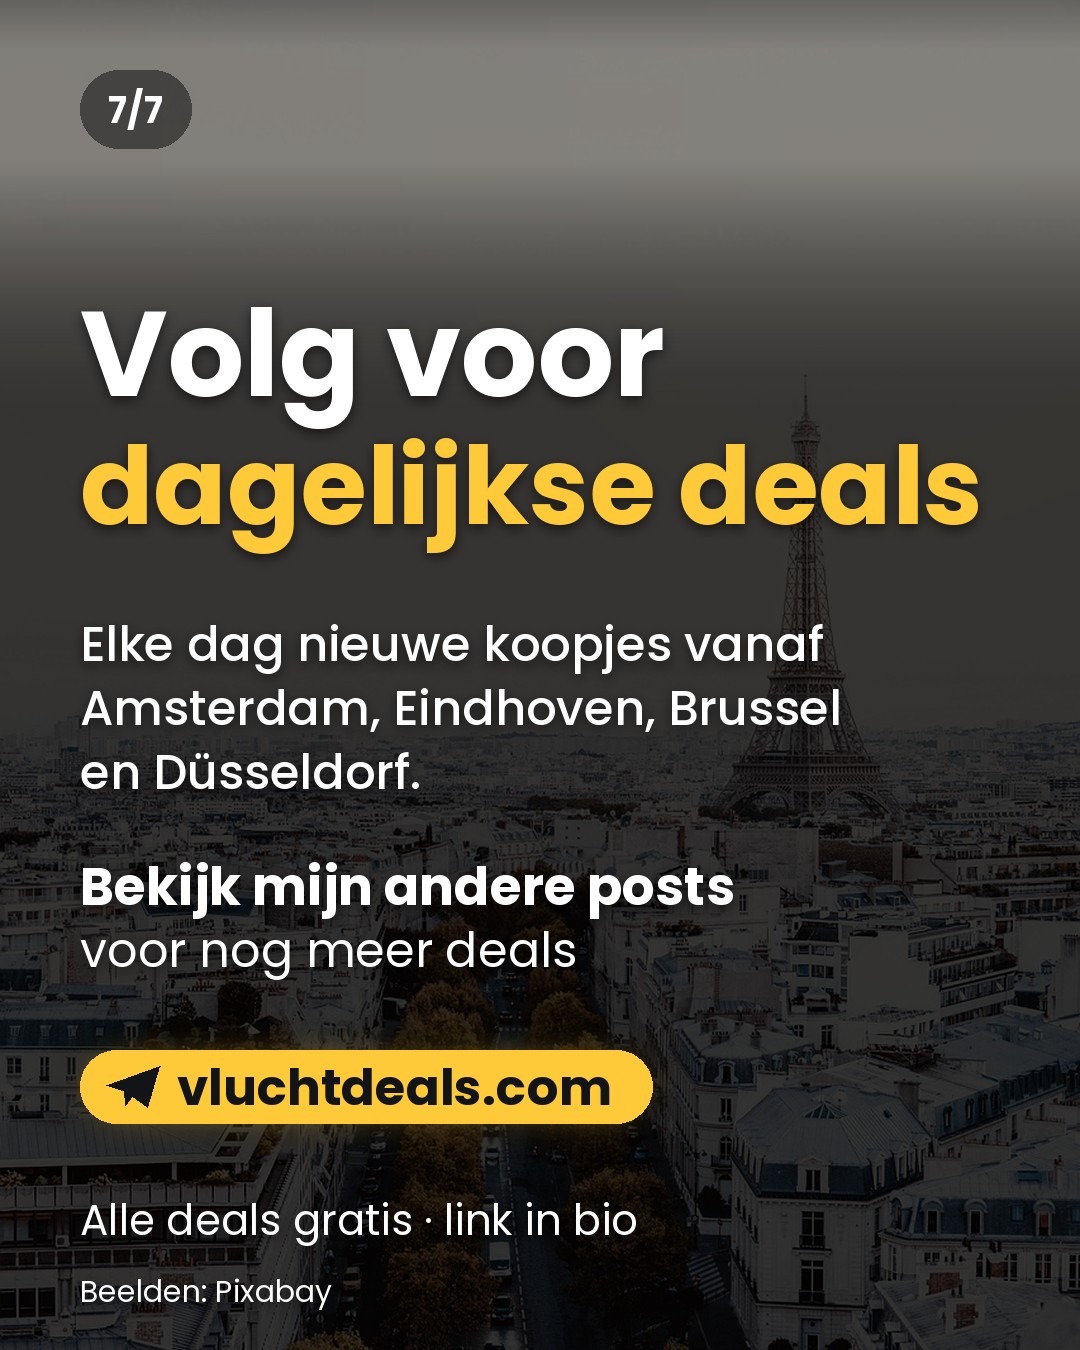 7/7
Volg voor
dagelijkse deals
Elke dag nieuwe koopjes vanaf
Amsterdam, Eindhoven, Brussel
en Düsseldorf.
Bekijk mijn andere posts
voor nog meer deals
vluchtdeals.com
Alle deals gratis · link in bio
Beelden: Pixabay